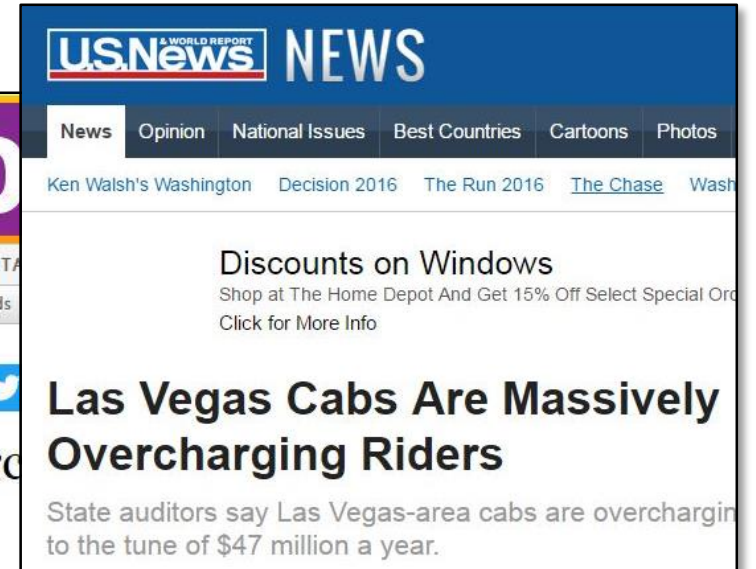 U.S.News
& WORLD REPORT
NEWS
News Opinion National Issues Best Countries Cartoons Photos
Ken Walsh's Washington Decision 2016 The Run 2016 The Chase
Discounts on Windows
Shop at The Home Depot And Get 15% Off Select Special
Click for More Info
Las Vegas Cabs Are Massively
Overcharging Riders
State auditors say Las Vegas-area cabs are
to the tune of $47 million a year.